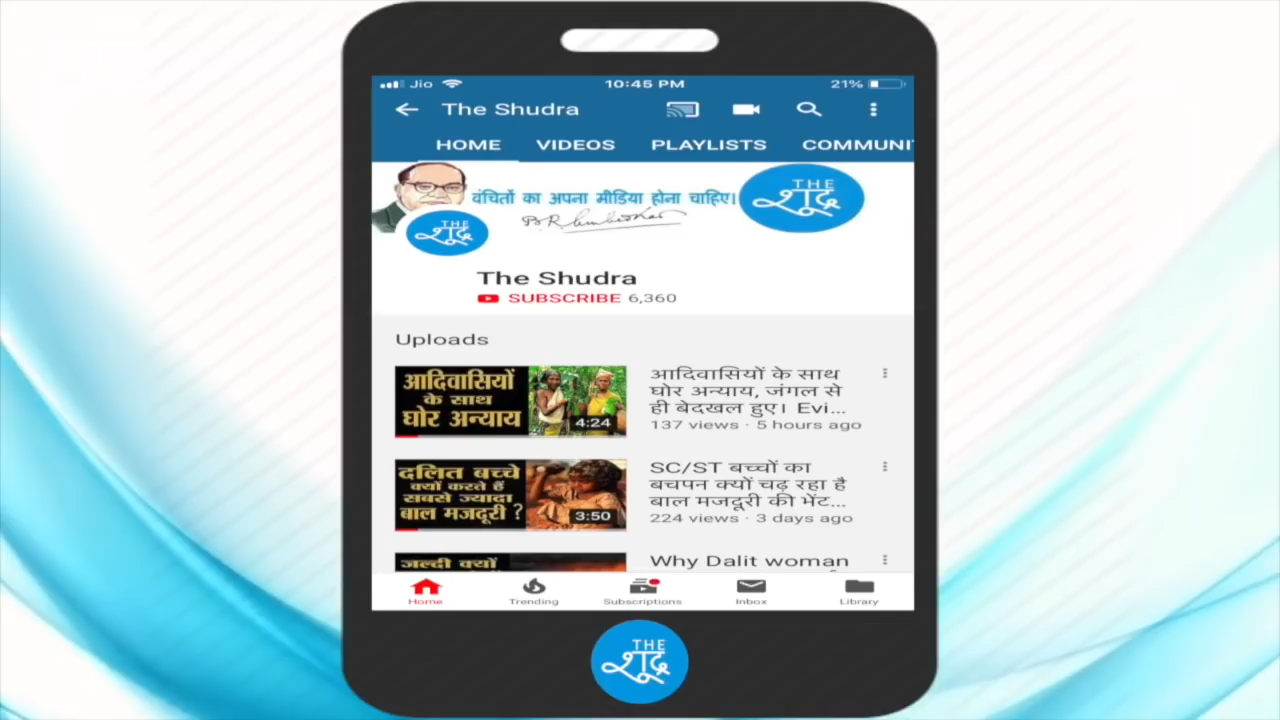 Jio
10:45 PM
21%
The Shudra
HOME VIDEOS PLAYLISTS COMMUNI
वंचितों का अपना मीडिया होना चाहिए।
THE
शूद्र
THE
शूद्र
The Shudra
SUBSCRIBE 6,360
Uploads
आदिवासियों
के साथ
घोर अन्याय
4:24
आदिवासियों के साथ
घोर अन्याय, जंगल से
ही बेदखल हुए। Evi...
137 views · 5 hours ago
दलित बच्चे
क्यों करते हैं
सबसे ज्यादा
बाल मजदूरी ?
3:50
SC/ST बच्चों का
बचपन क्यों चढ़ रहा है
बाल मजदूरी की भेंट...
224 views · 3 days ago
जल्दी क्यों
Why Dalit woman
Home Trending Subscriptions Inbox Library
THE
शूद्र